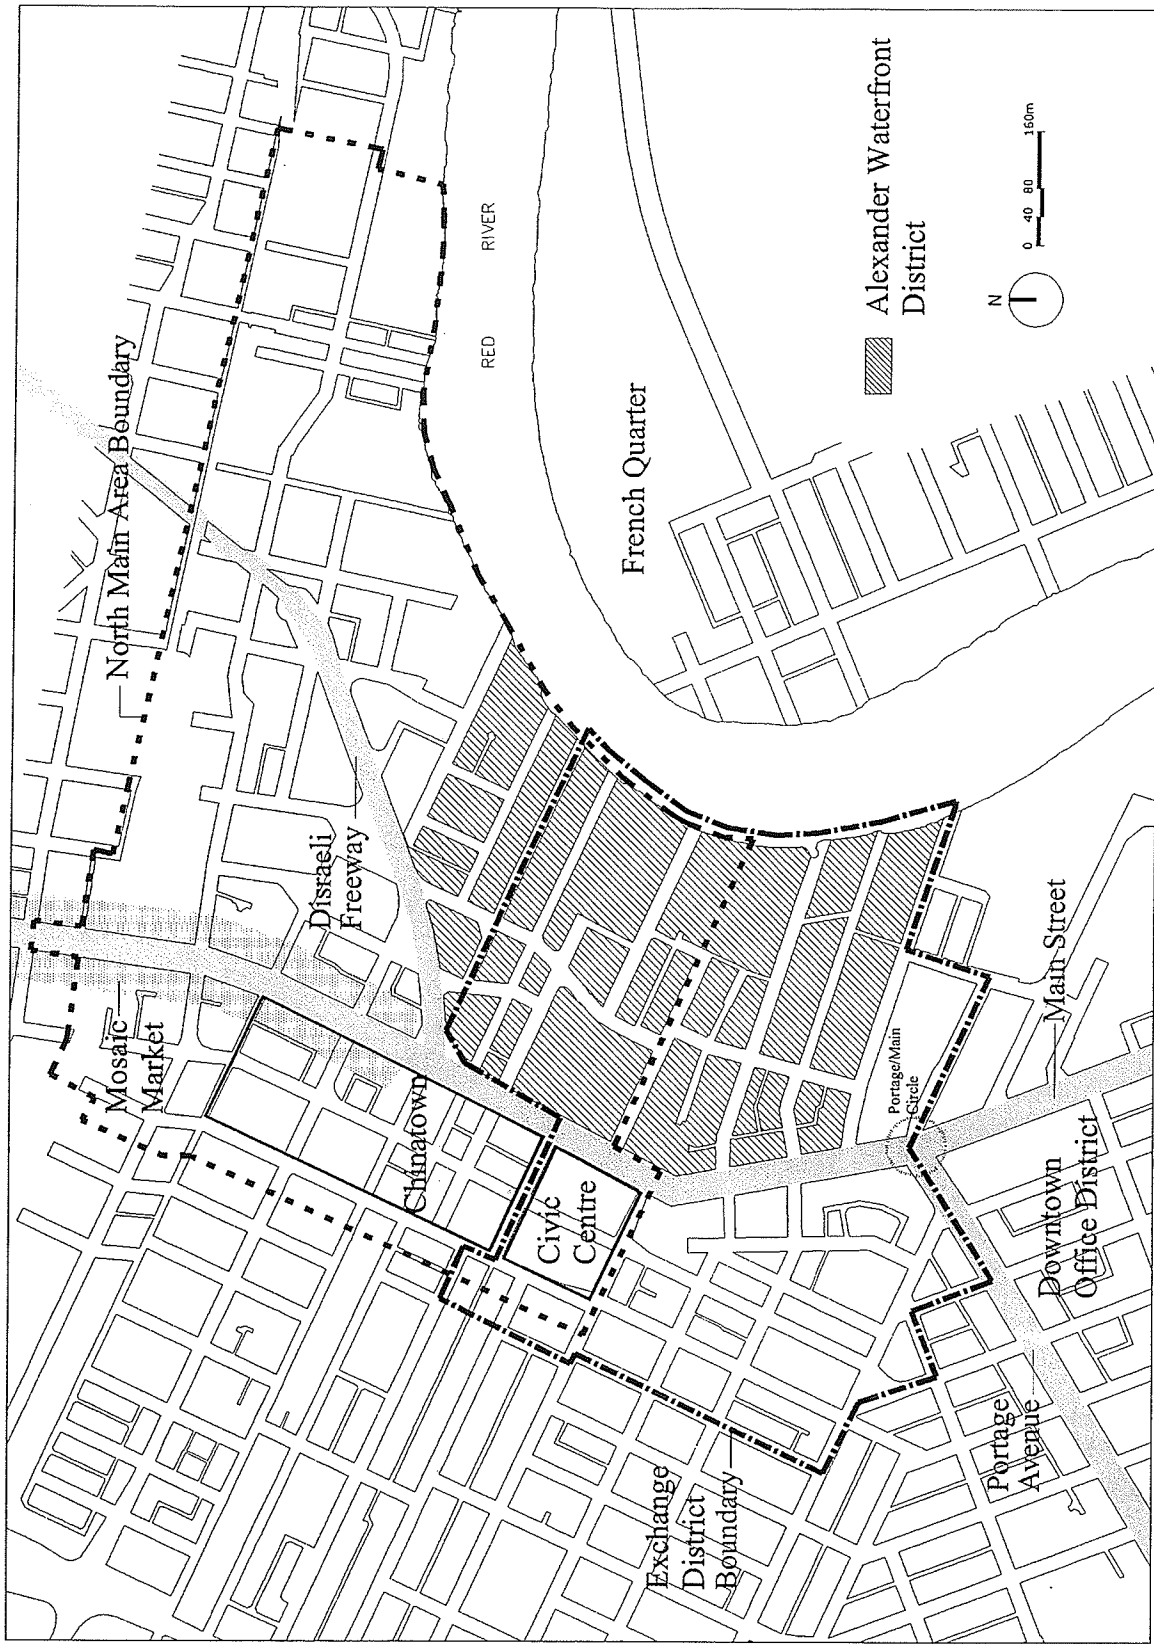 North Main Area Boundary
Mosaic
Market
Disraeli
Freeway
Chinatown
Civic
Centre
Exchange
District
Boundary
RED RIVER
French Quarter
Portage/Main
Circle
Main Street
Portage
Avenue
Downtown
Office District
Alexander Waterfront
District
N
0 40 80 160m